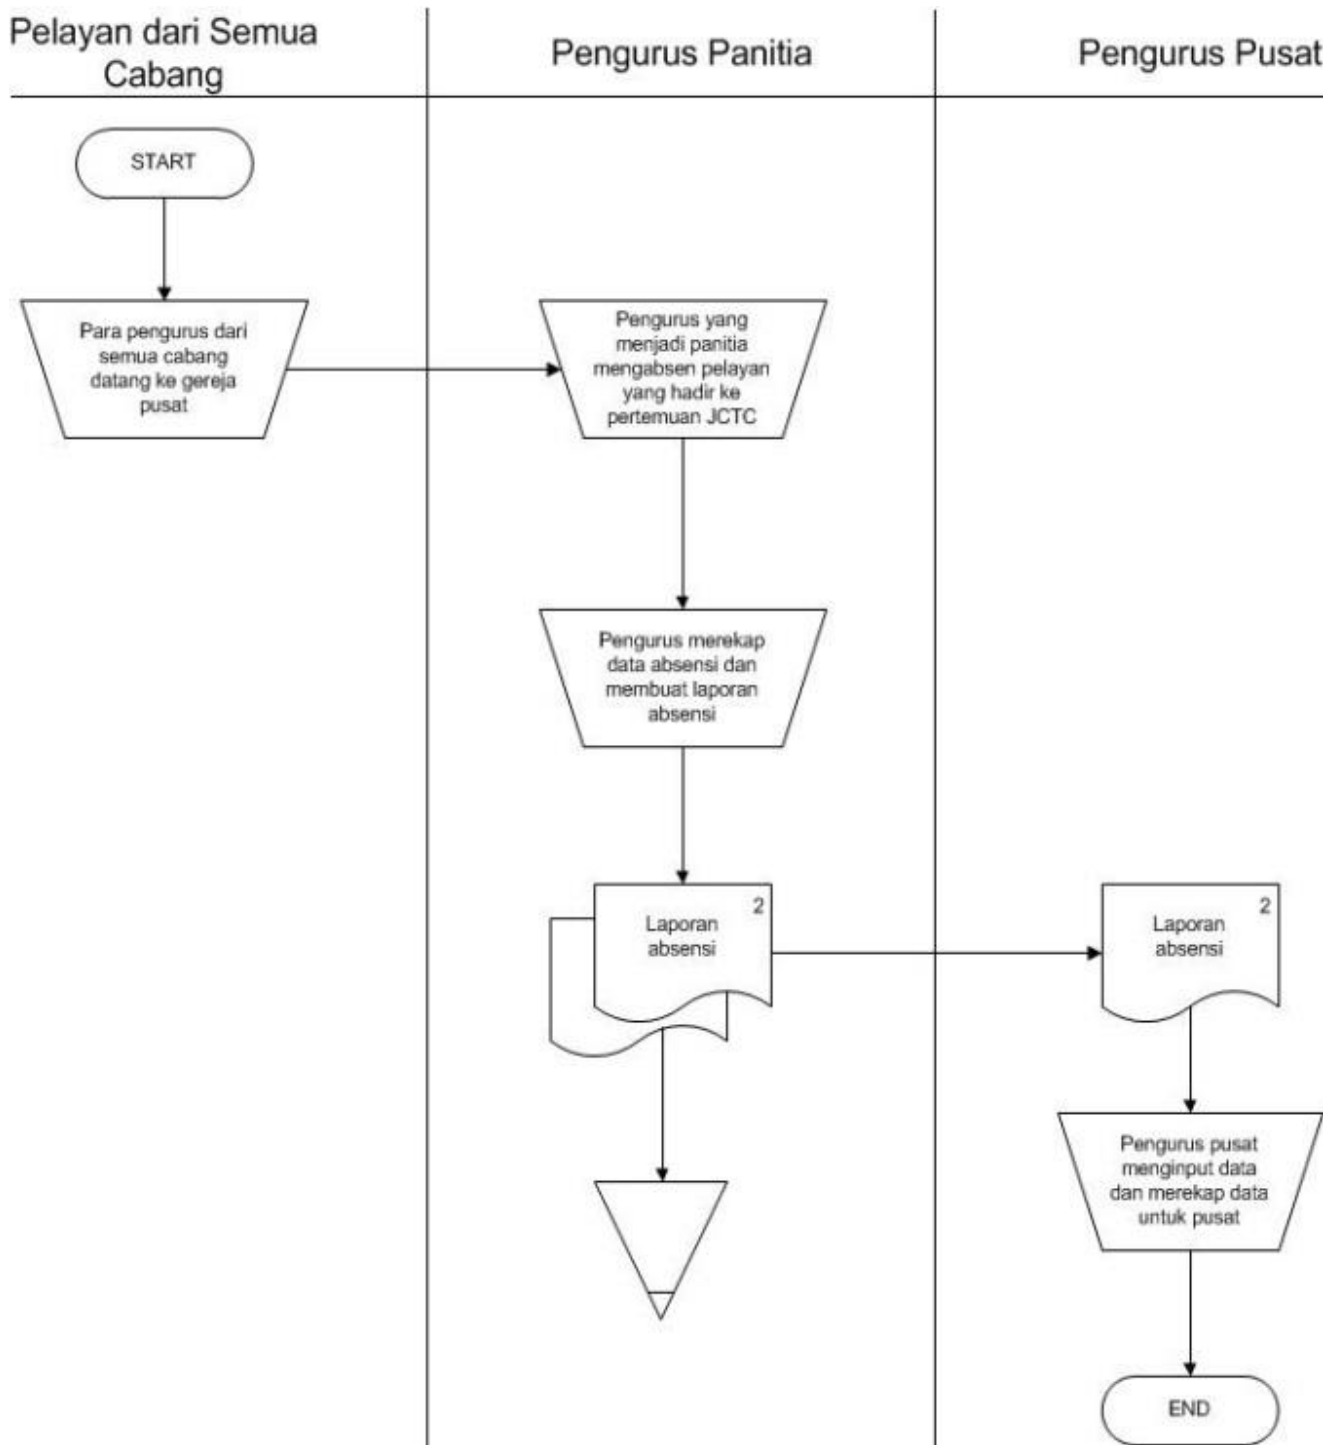 Pelayan dari Semua
Cabang
Pengurus Panitia
Pengurus Pusat
START
Para pengurus dari
semua cabang
datang ke gereja
pusat
Pengurus yang
menjadi panitia
mengabsen pelayan
yang hadir ke
pertemuan JCTC
Pengurus merekap
data absensi dan
membuat laporan
absensi
2
Laporan
absensi
2
Laporan
absensi
Pengurus pusat
menginput data
dan merekap data
untuk pusat
END